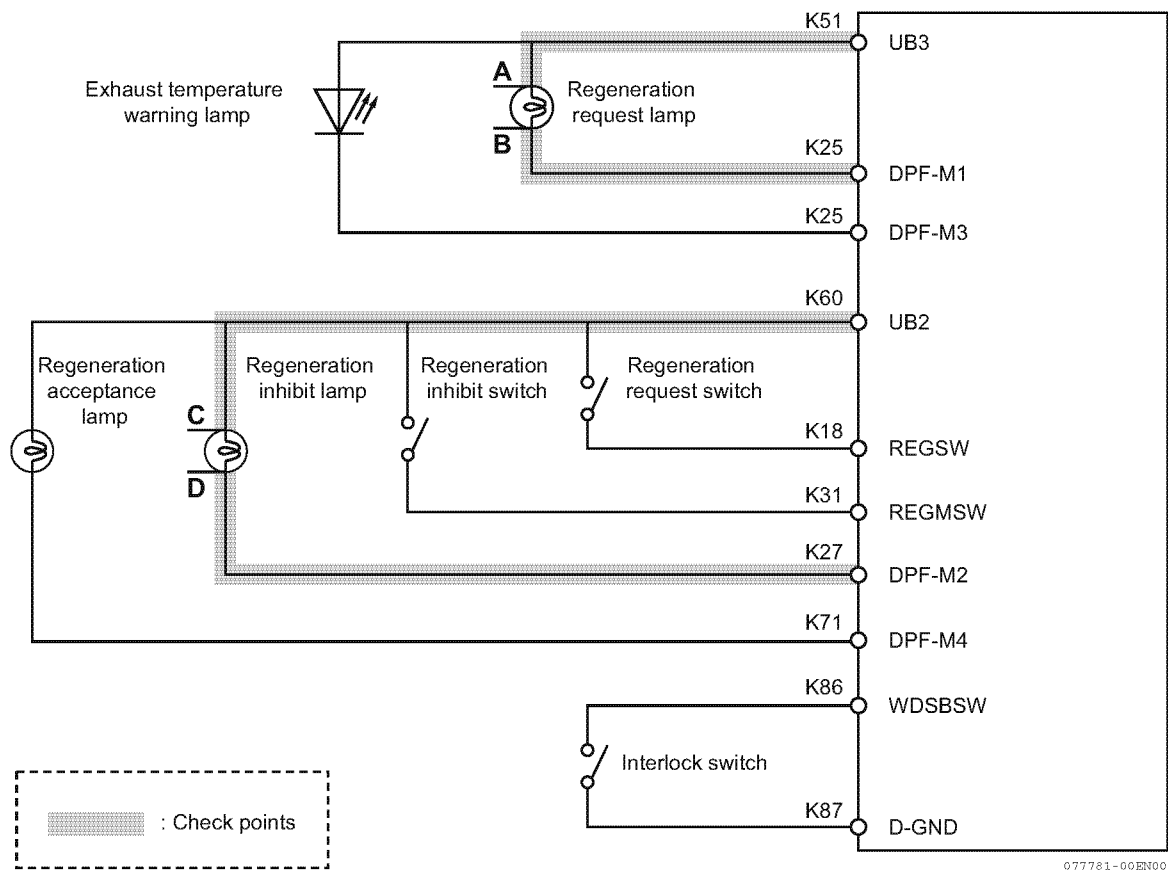 K51
UB3
Exhaust temperature
warning lamp
A
Regeneration
request lamp
B
K25
DPF-M1
K25
DPF-M3
K60
UB2
Regeneration
acceptance
lamp
Regeneration
inhibit lamp
Regeneration
inhibit switch
Regeneration
request switch
C
D
K18
REGSW
K31
REGMSW
K27
DPF-M2
K71
DPF-M4
K86
WDSBSW
Interlock switch
K87
D-GND
: Check points
077781-00EN00